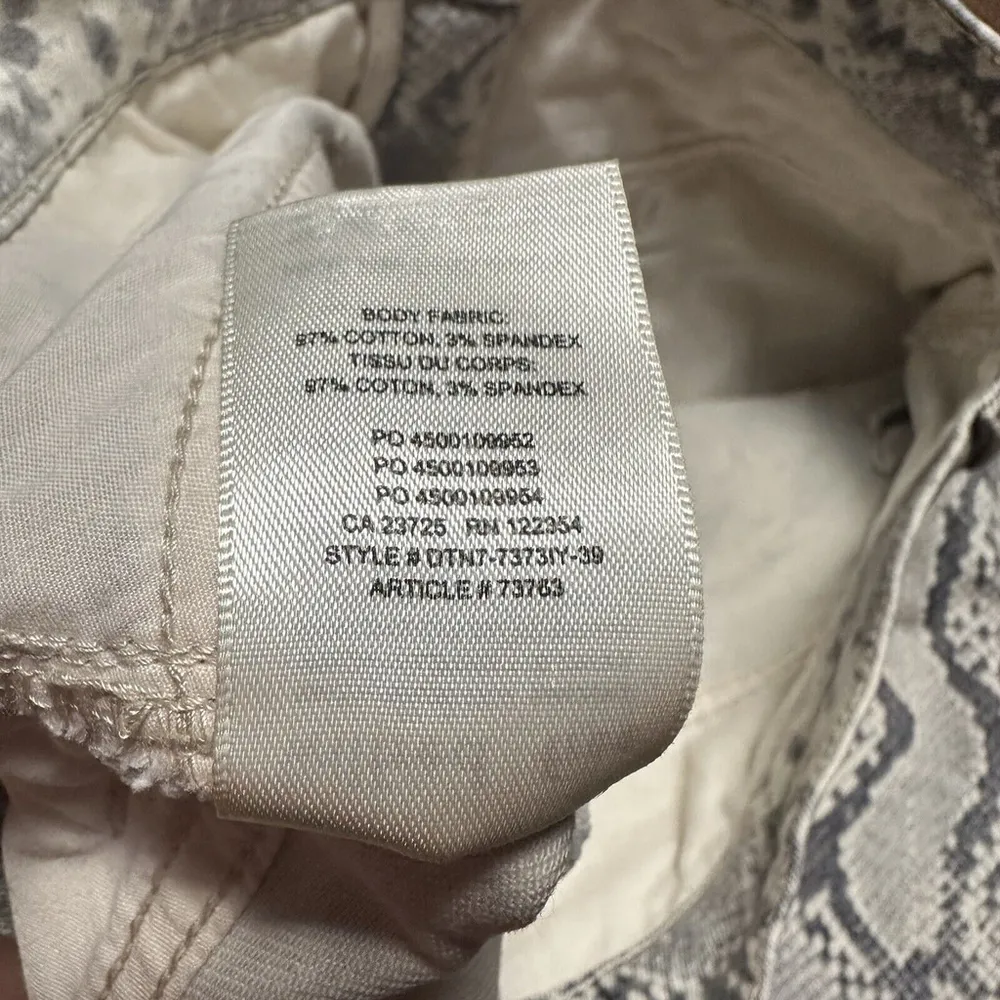 BODY FABRIC:
97% COTTON, 3% SPANDEX
TISSU DU CORPS:
97% COTON, 3% SPANDEX
PO 4500109952
PO 4500109953
PO 4500109954
CA 23725 RN 122354
STYLE # DTN7-7373IY-39
ARTICLE # 73763